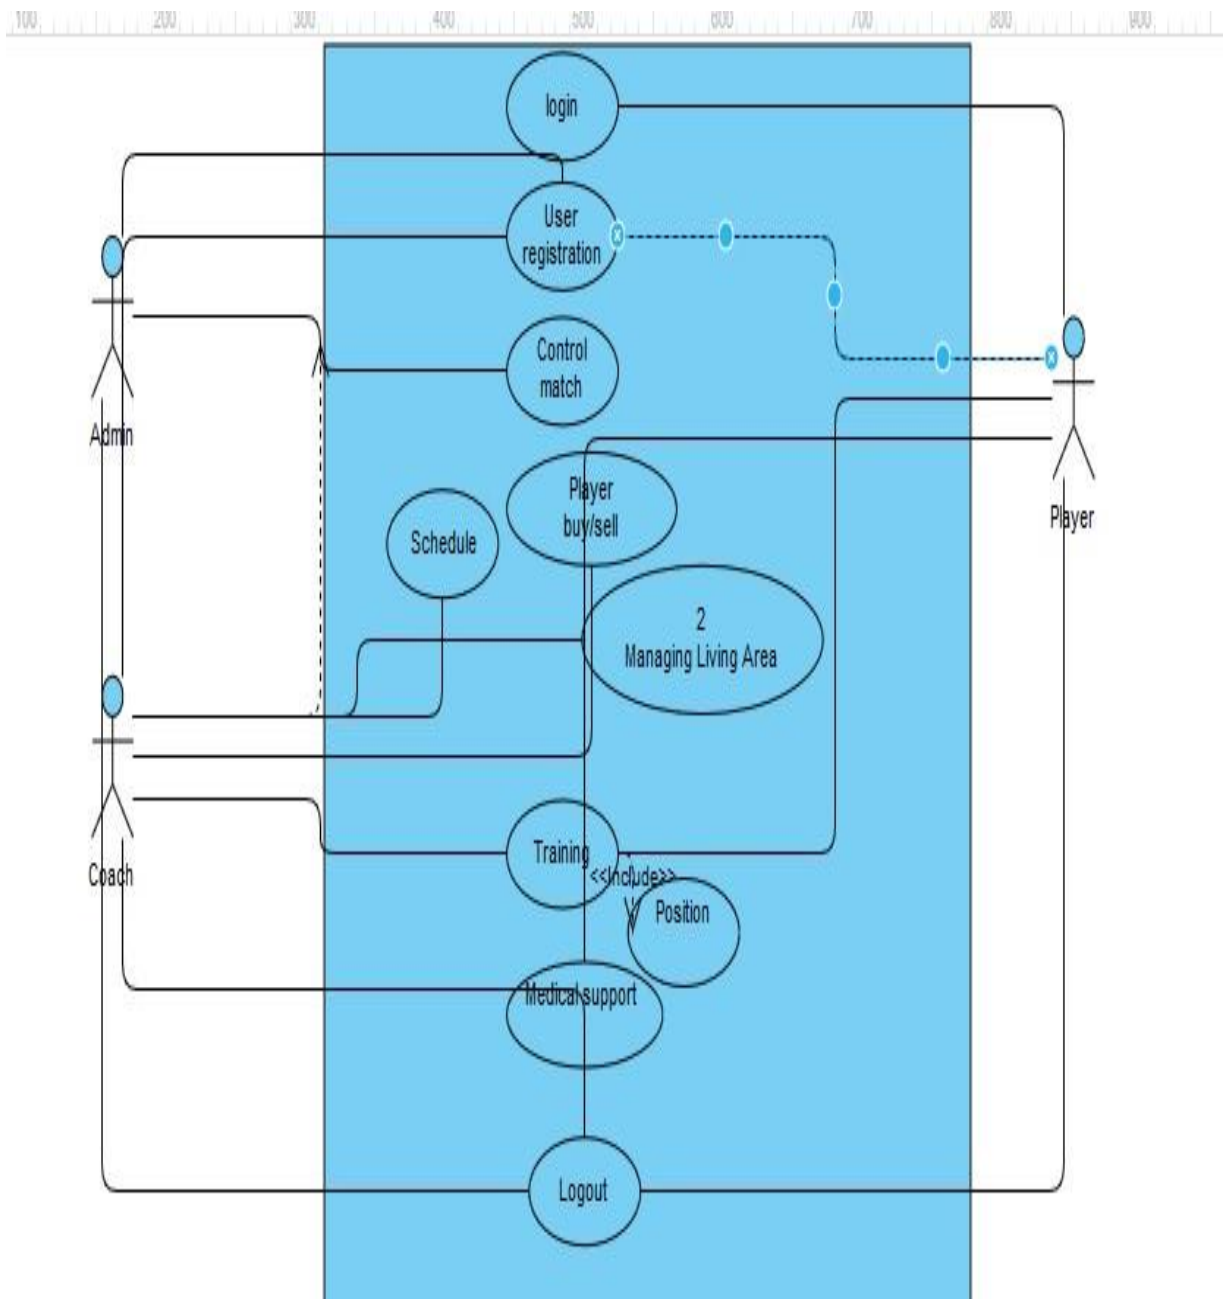 100 200 300 400 500 600 700 800 900
login
User
registration
Control
match
Admin
Player
buy/sell
Schedule
Player
2
Managing Living Area
Training
Coach
<<Include>>
Position
Medical support
Logout